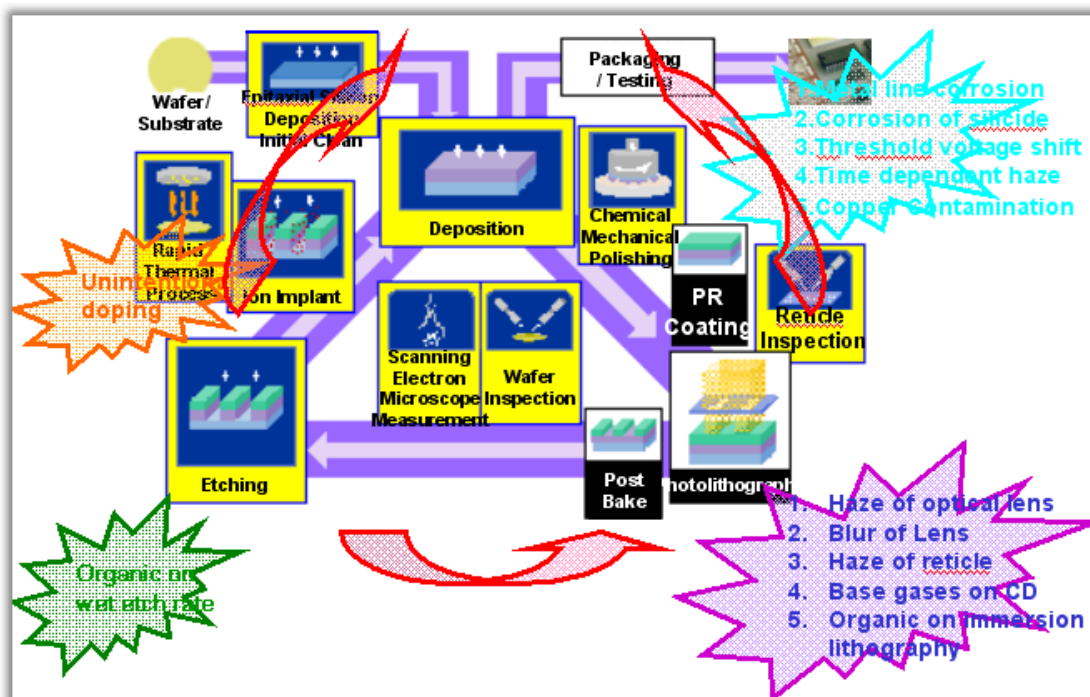 Wafer/
Substrate
Epitaxial Silicon
Deposition
Initial Clean
Packaging
/ Testing
1.Metal line corrosion
2.Corrosion of silicide
3.Threshold voltage shift
4.Time dependent haze
5.Copper Contamination
Deposition
Chemical
Mechanical
Polishing
Rapid
Thermal
Process
Ion Implant
Unintentional
doping
PR
Coating
Reticle
Inspection
Scanning
Electron
Microscope
Measurement
Wafer
Inspection
Etching
Post
Bake
Photolithography
Organic on
wet etch rate
1. Haze of optical lens
2. Blur of Lens
3. Haze of reticle
4. Base gases on CD
5. Organic on immersion
lithography